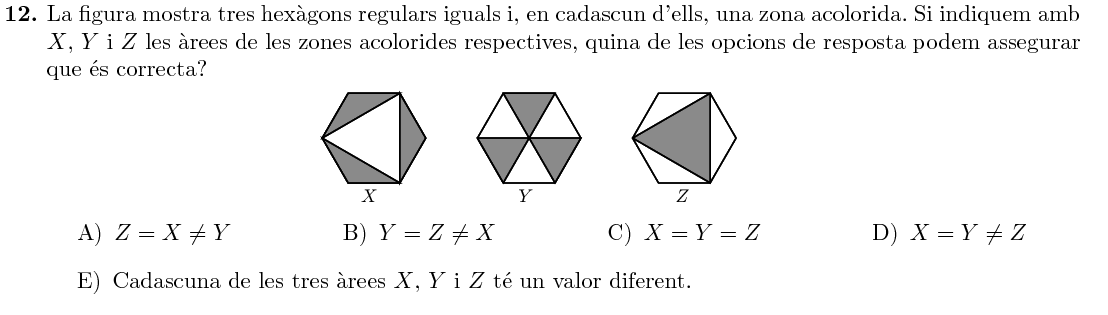 12. La figura mostra tres hexàgons regulars iguals i, en cadascun d'ells, una zona acolorida. Si indiquem amb
X, Y i Z les àrees de les zones acolorides respectives, quina de les opcions de resposta podem assegurar
que és correcta?
X Y Z
A) Z = X ≠ Y B) Y = Z ≠ X C) X = Y = Z D) X = Y ≠ Z
E) Cadascuna de les tres àrees X, Y i Z té un valor diferent.